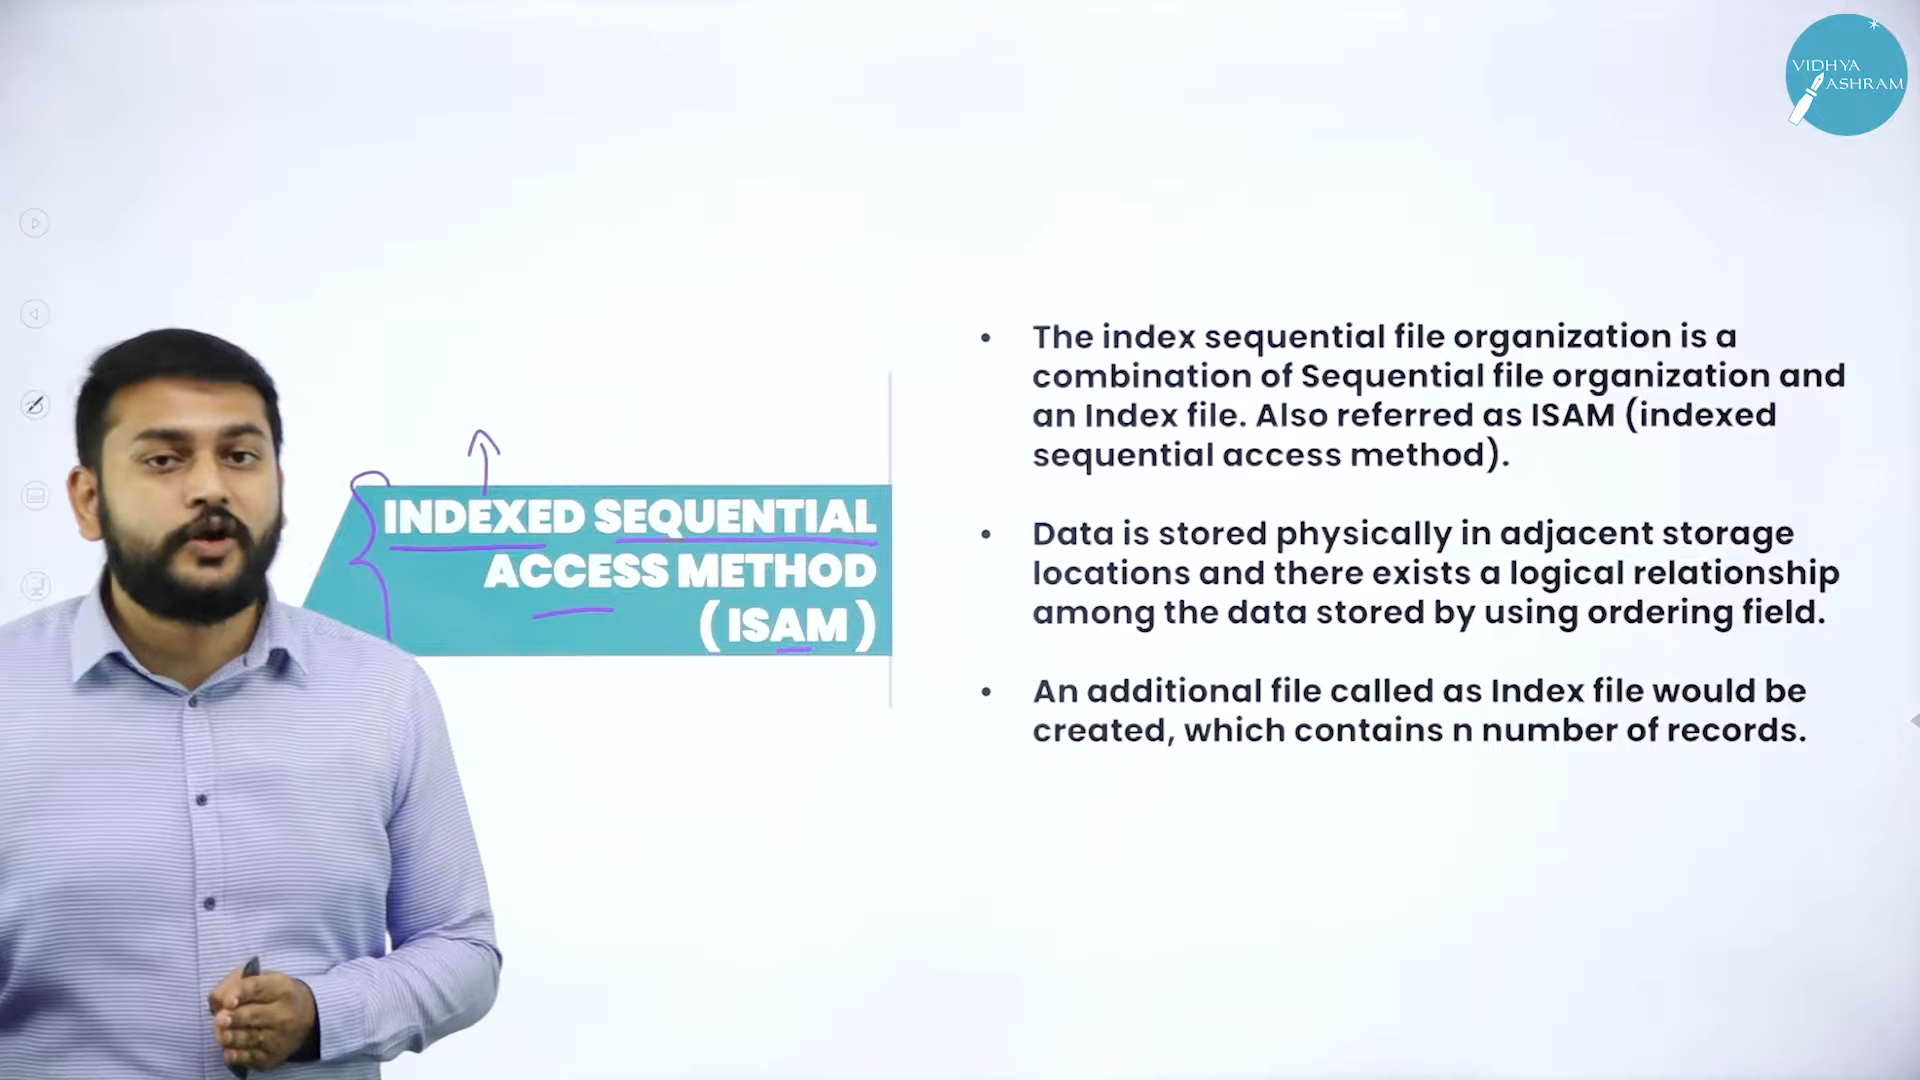 VIDHYA
ASHRAM
INDEXED SEQUENTIAL
ACCESS METHOD
( ISAM )
• The index sequential file organization is a
combination of Sequential file organization and
an Index file. Also referred as ISAM (indexed
sequential access method).
• Data is stored physically in adjacent storage
locations and there exists a logical relationship
among the data stored by using ordering field.
• An additional file called as Index file would be
created, which contains n number of records.